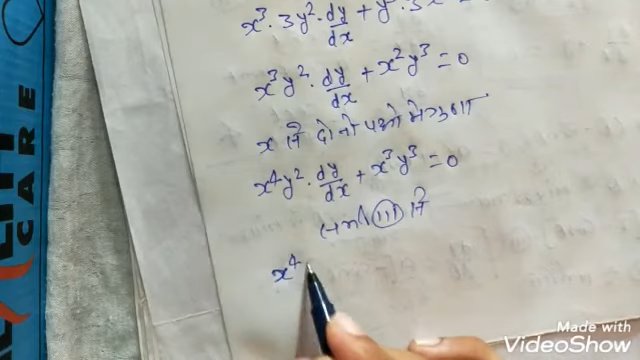 x³ · 3y² · dy/dx + y³ · 3x
x³y² · dy/dx + x²y³ = 0
x से दोनो पक्षो मे गुणा
x⁴y² · dy/dx + x³y³ = 0
समी (III) से
x⁴
CARE
Made with
VideoShow